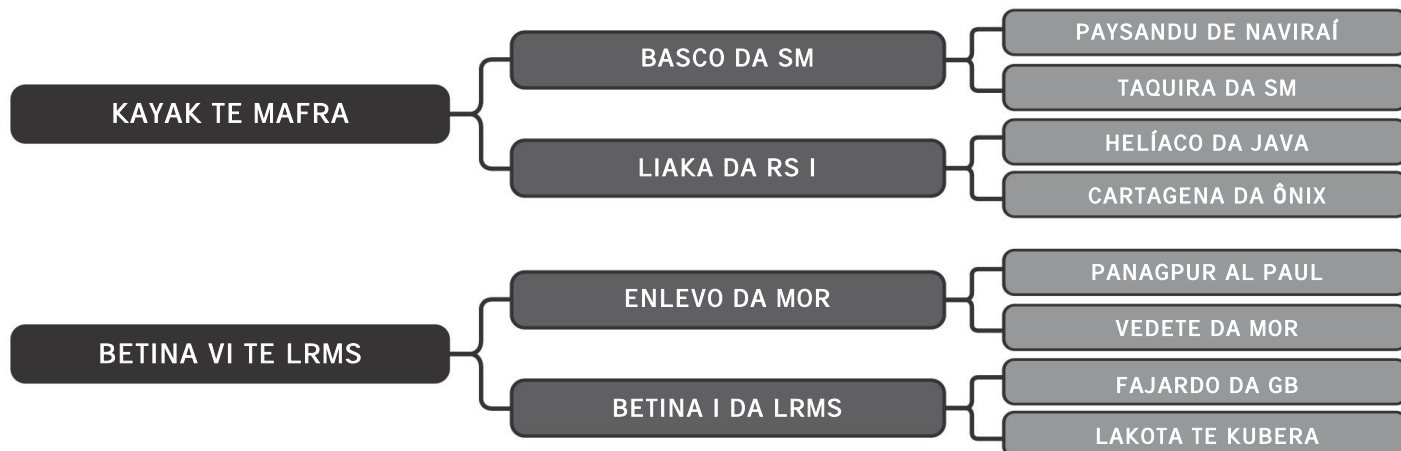 KAYAK TE MAFRA
BASCO DA SM
PAYSANDU DE NAVIRAÍ
TAQUIRA DA SM
LIAKA DA RS I
HELÍACO DA JAVA
CARTAGENA DA ÔNIX
BETINA VI TE LRMS
ENLEVO DA MOR
PANAGPUR AL PAUL
VEDETE DA MOR
BETINA I DA LRMS
FAJARDO DA GB
LAKOTA TE KUBERA